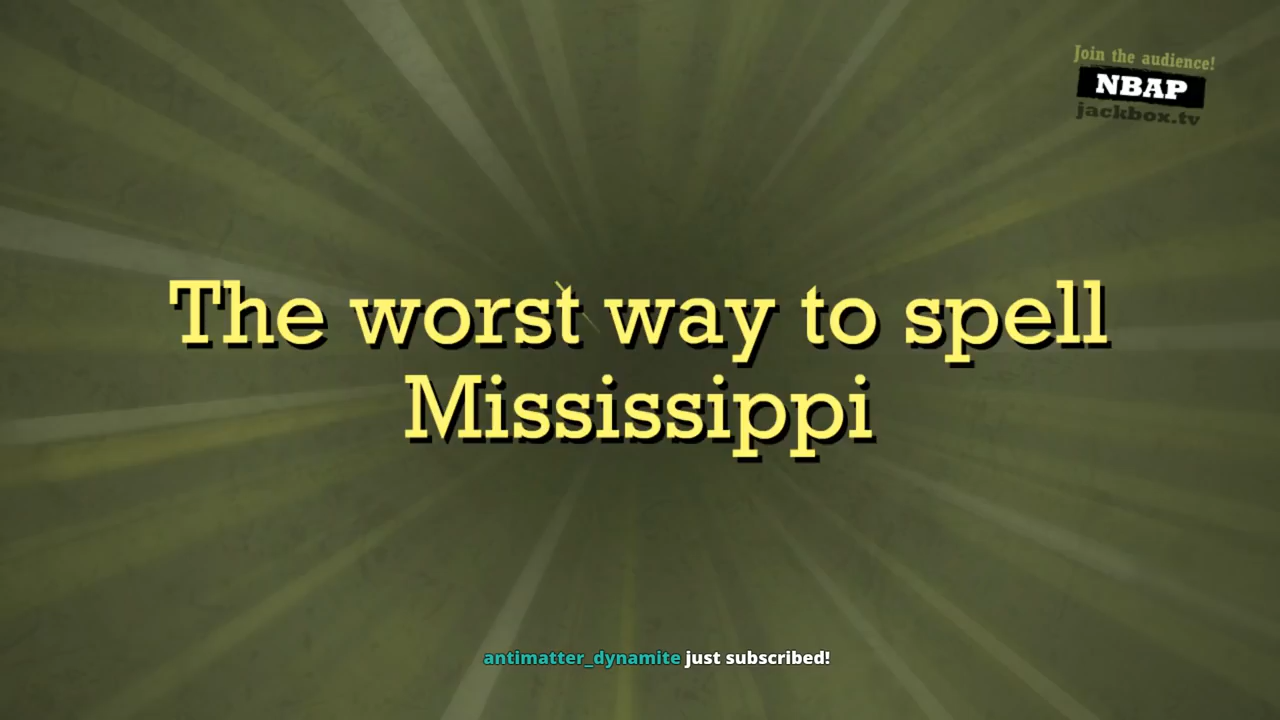 Join the audience!
NBAP
jackbox.tv
The worst way to spell
Mississippi
antimatter_dynamite just subscribed!